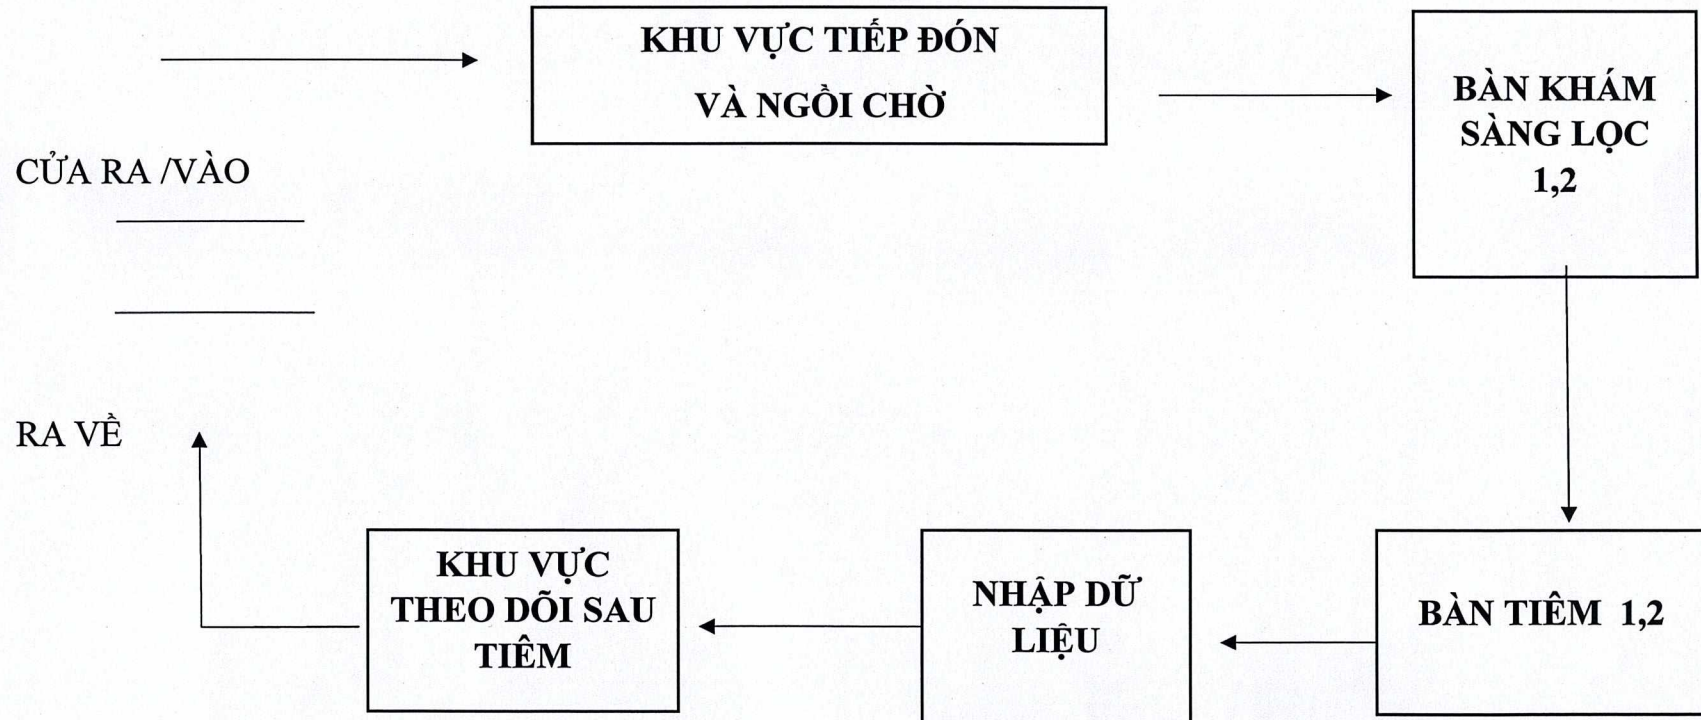 KHU VỰC TIẾP ĐÓN
VÀ NGỒI CHỜ
BÀN KHÁM
SÀNG LỌC
1,2
CỬA RA /VÀO
RA VỀ
KHU VỰC
THEO DÕI SAU
TIÊM
NHẬP DỮ
LIỆU
BÀN TIÊM 1,2